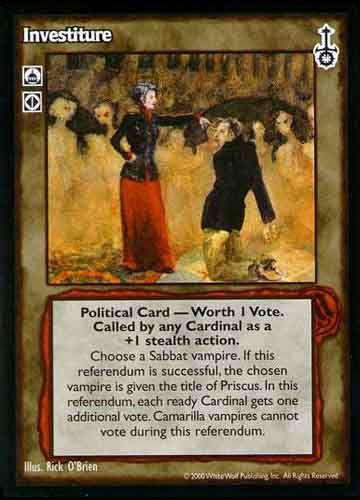 Investiture
Political Card — Worth 1 Vote.
Called by any Cardinal as a
+1 stealth action.
Choose a Sabbat vampire. If this
referendum is successful, the chosen
vampire is given the title of Priscus. In this
referendum, each ready Cardinal gets one
additional vote. Camarilla vampires cannot
vote during this referendum.
Illus. Rick O'Brien
© 2000 White Wolf Publishing, Inc. All Rights Reserved.